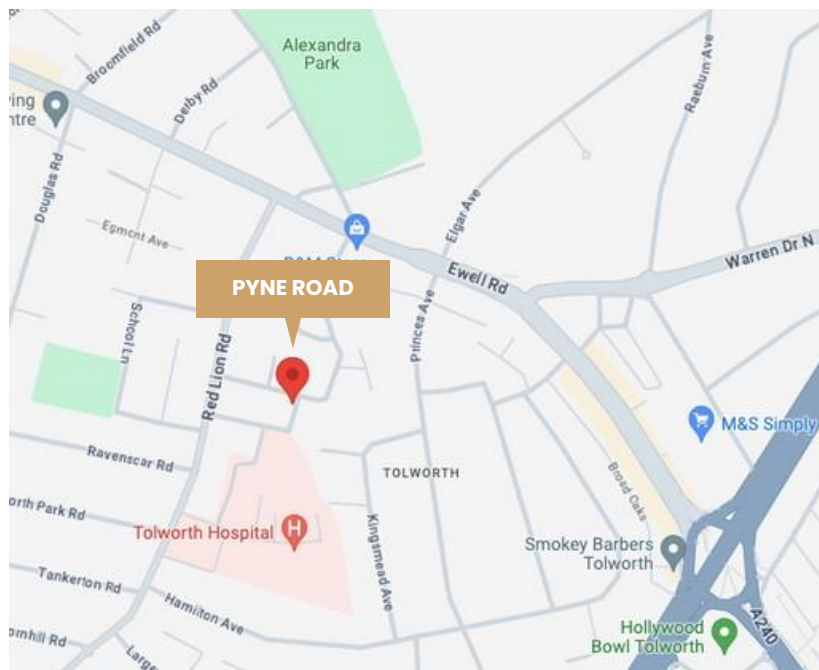 Broomfield Rd
Alexandra
Park
Raeburn Ave
Derby Rd
ving
ntre
Douglas Rd
Elgar Ave
Egmont Ave
Warren Dr N
Ewell Rd
PYNE ROAD
School Ln
Princes Ave
Red Lion Rd
M&S Simply
Ravenscar Rd
TOLWORTH
Broad Oaks
orth Park Rd
Tolworth Hospital
H
Kingsmead Ave
Smokey Barbers
Tolworth
Tankerton Rd
Hamilton Ave
A240
Hollywood
Bowl Tolworth
ornhill Rd
Large